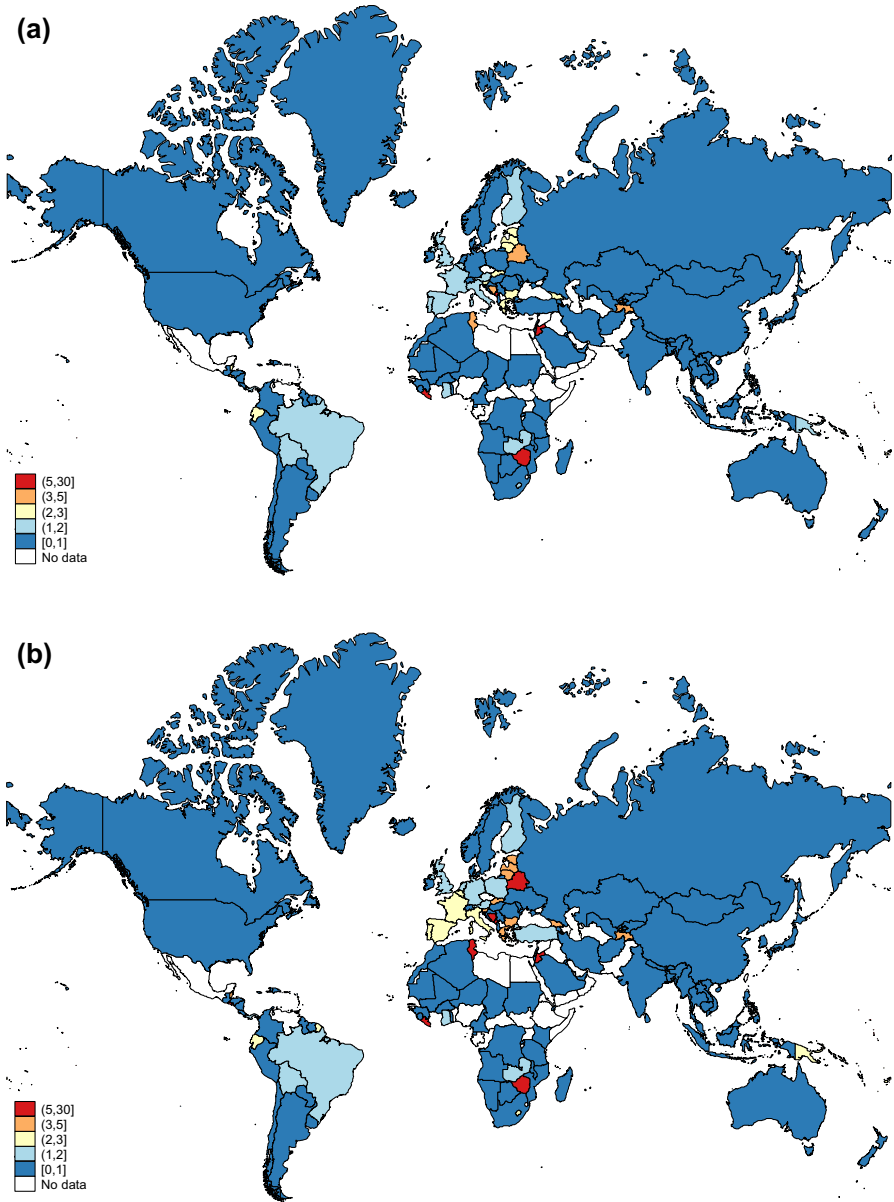 (a)
(5,30]
(3,5]
(2,3]
(1,2]
[0,1]
No data
(b)
(5,30]
(3,5]
(2,3]
(1,2]
[0,1]
No data